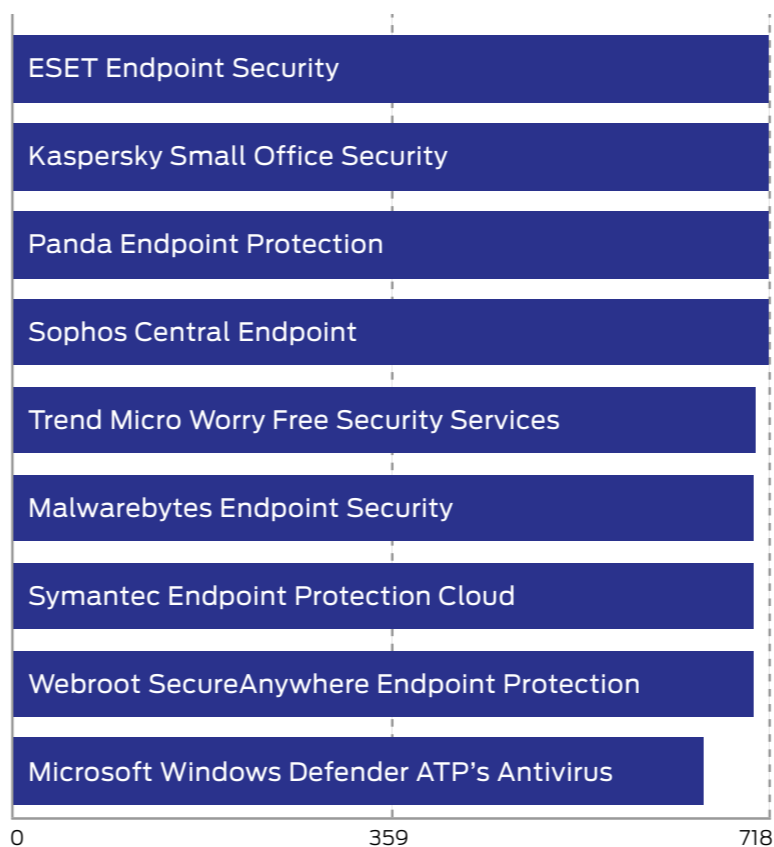 ESET Endpoint Security
Kaspersky Small Office Security
Panda Endpoint Protection
Sophos Central Endpoint
Trend Micro Worry Free Security Services
Malwarebytes Endpoint Security
Symantec Endpoint Protection Cloud
Webroot SecureAnywhere Endpoint Protection
Microsoft Windows Defender ATP’s Antivirus
0 359 718